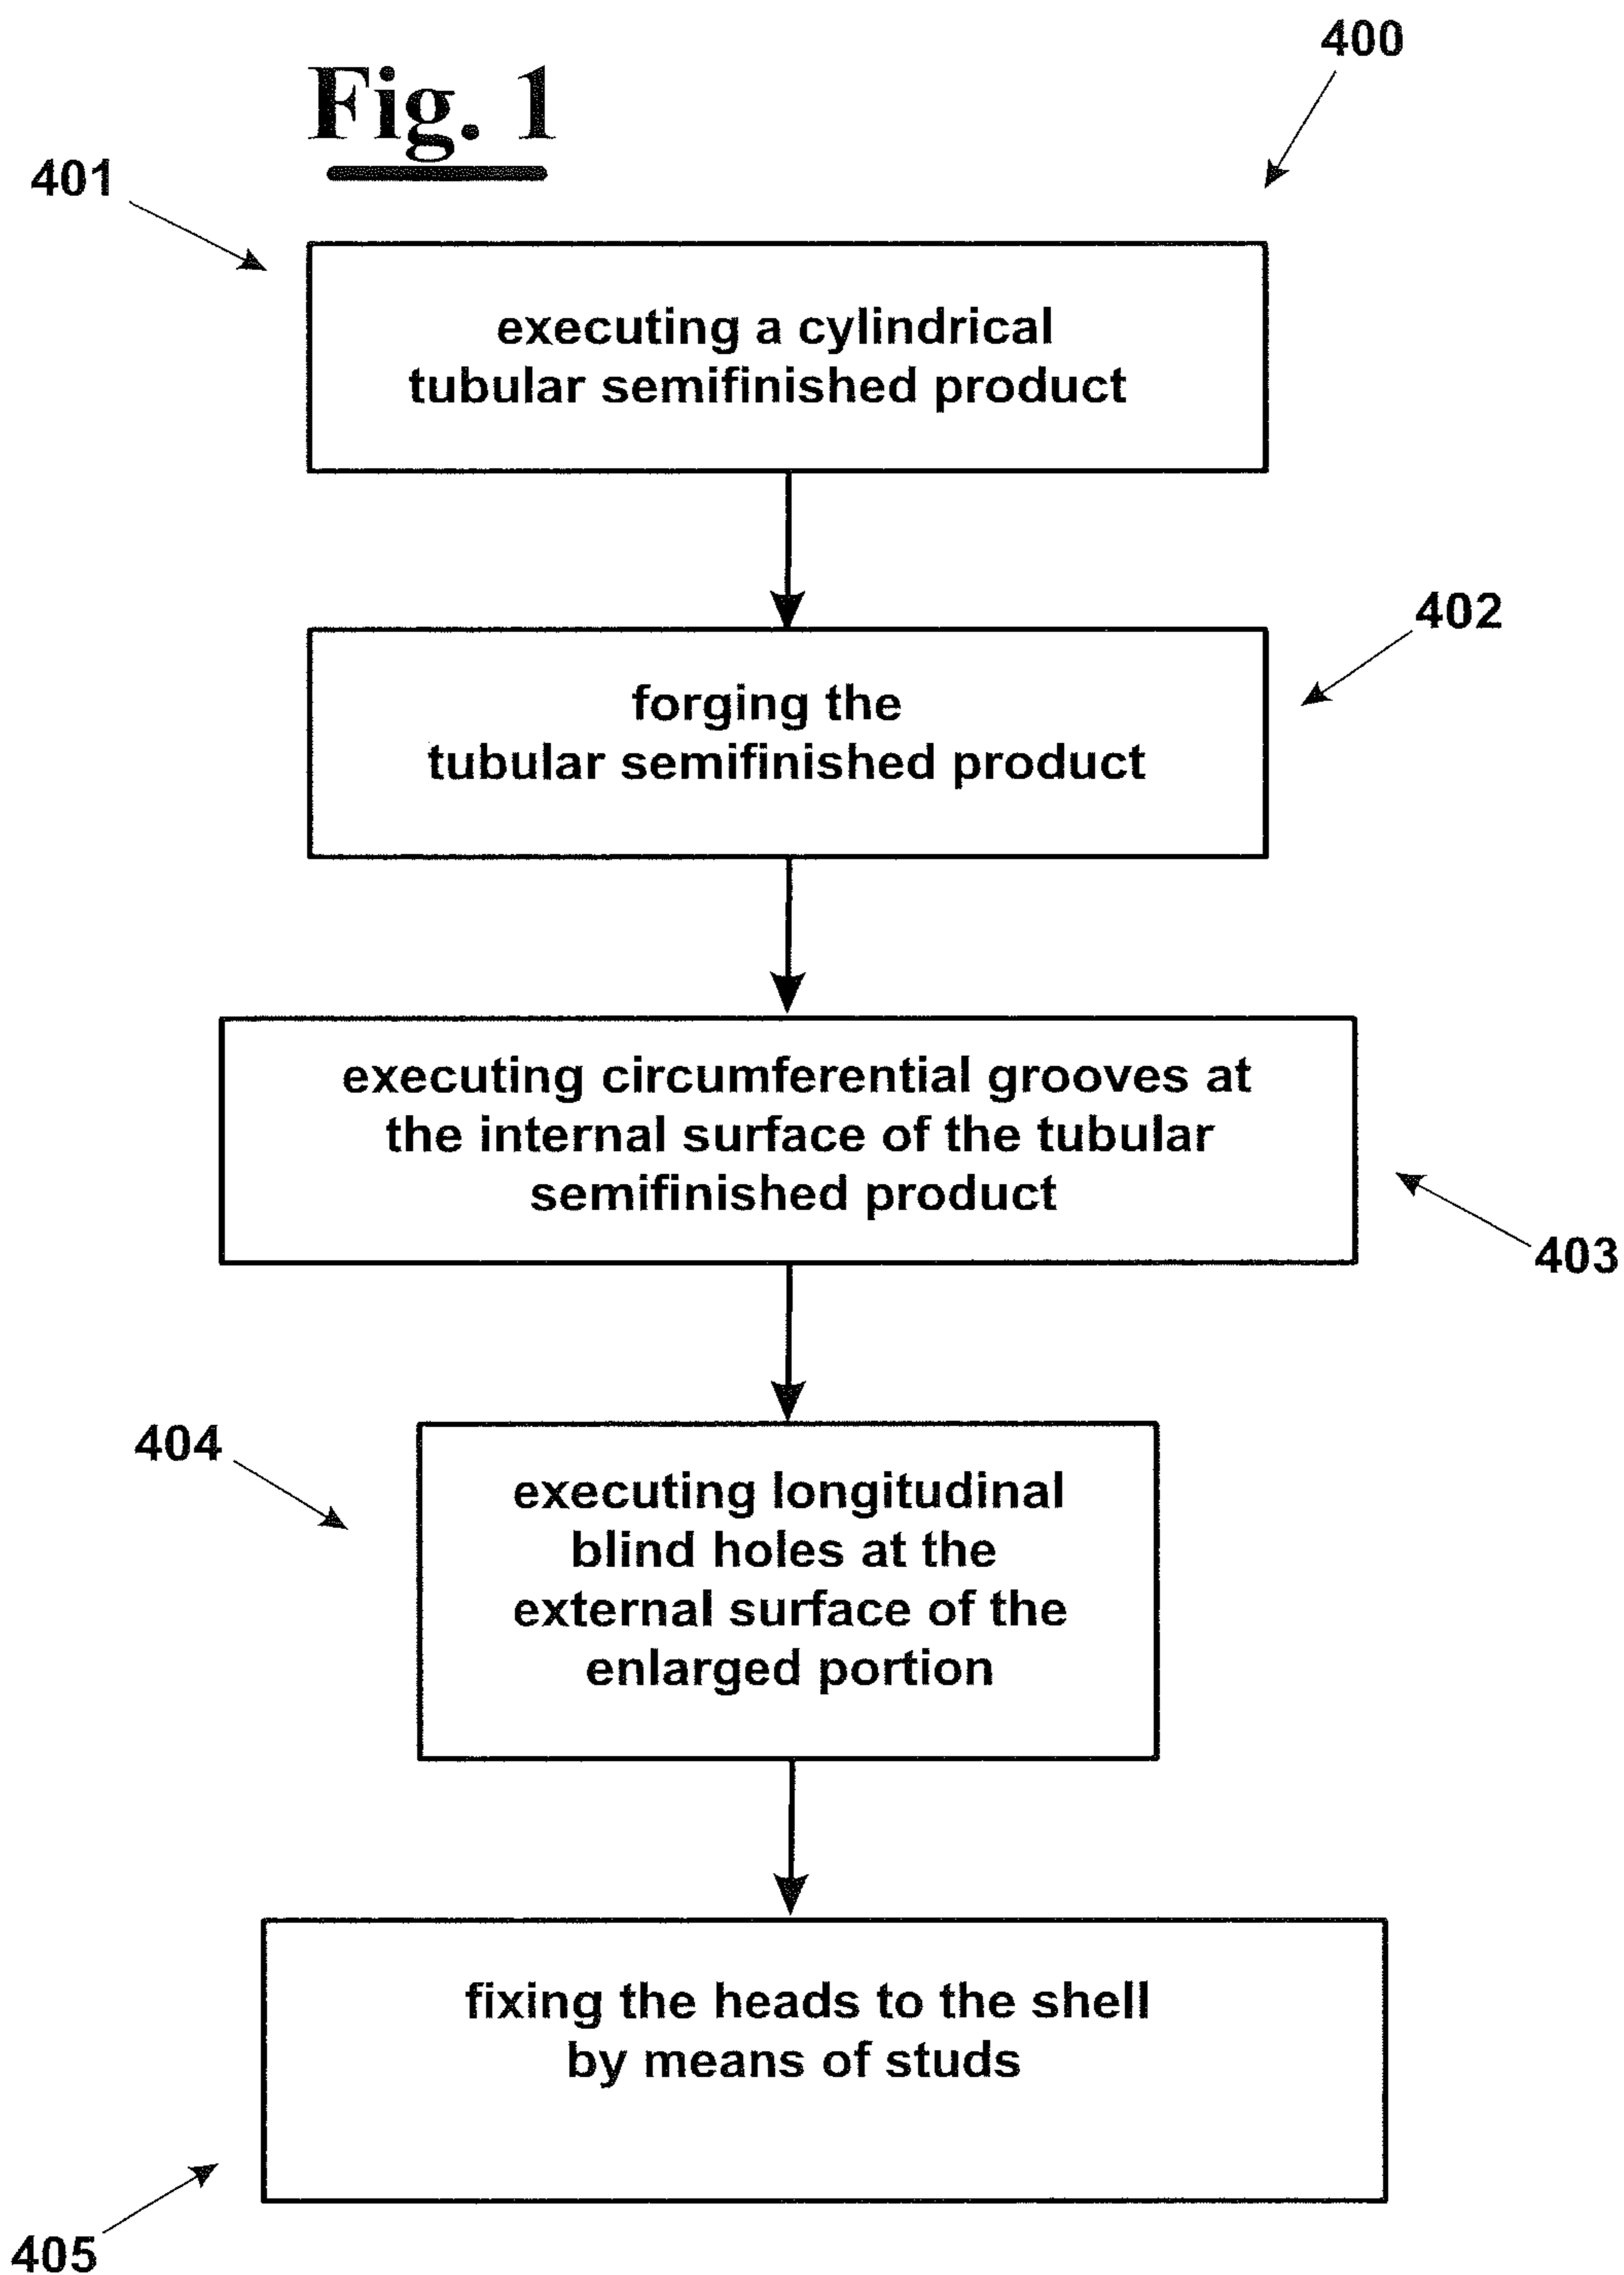 400
Fig. 1
401
executing a cylindrical
tubular semifinished product
402
forging the
tubular semifinished product
executing circumferential grooves at
the internal surface of the tubular
semifinished product
403
404
executing longitudinal
blind holes at the
external surface of the
enlarged portion
fixing the heads to the shell
by means of studs
405